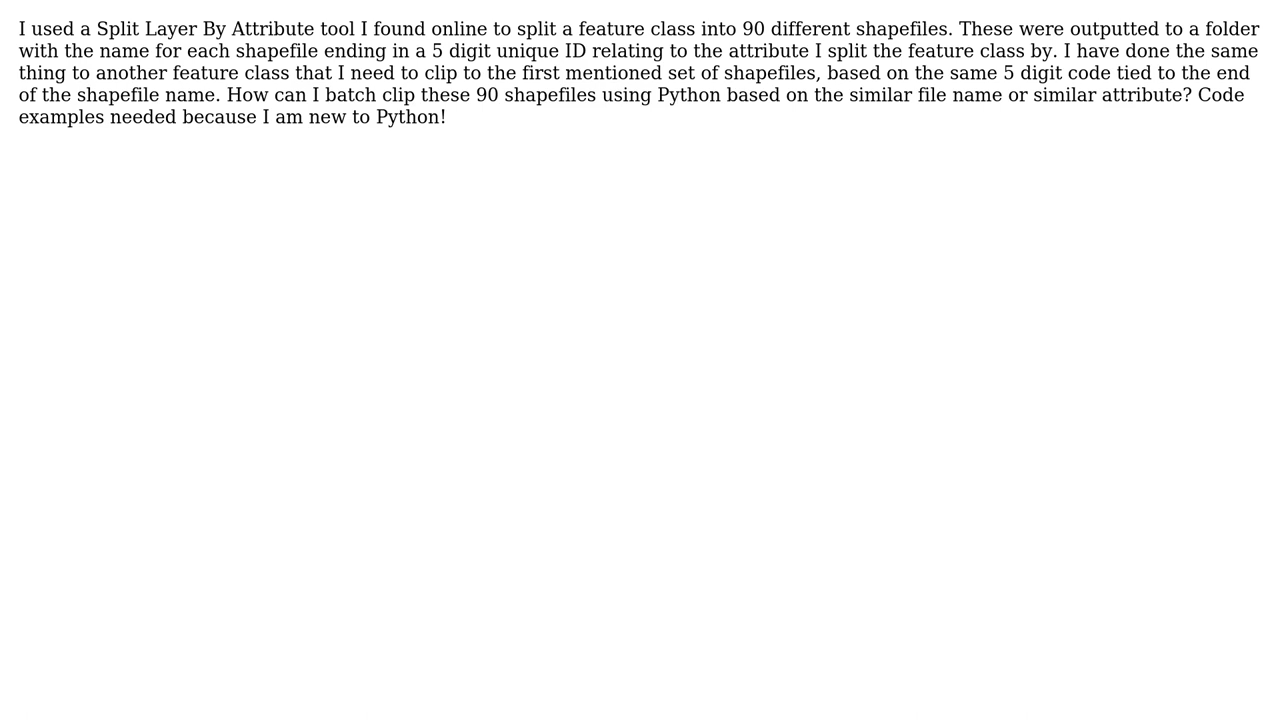 I used a Split Layer By Attribute tool I found online to split a feature class into 90 different shapefiles. These were outputted to a folder
with the name for each shapefile ending in a 5 digit unique ID relating to the attribute I split the feature class by. I have done the same
thing to another feature class that I need to clip to the first mentioned set of shapefiles, based on the same 5 digit code tied to the end
of the shapefile name. How can I batch clip these 90 shapefiles using Python based on the similar file name or similar attribute? Code
examples needed because I am new to Python!